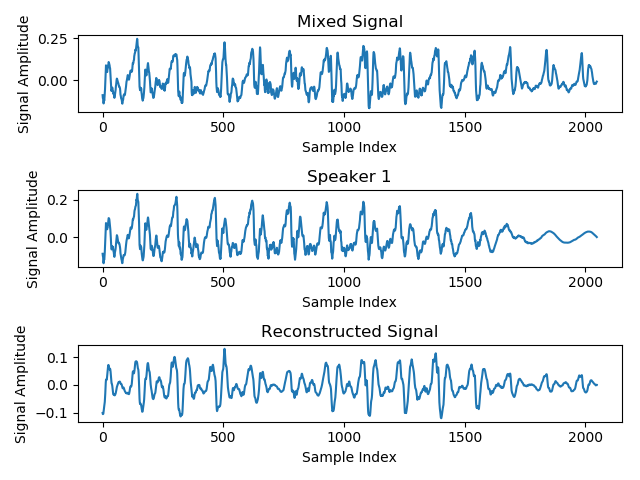 Mixed Signal
Signal Amplitude
0.25
0.00
0 500 1000 1500 2000
Sample Index
Speaker 1
Signal Amplitude
0.2
0.0
0 500 1000 1500 2000
Sample Index
Reconstructed Signal
Signal Amplitude
0.1
0.0
−0.1
0 500 1000 1500 2000
Sample Index